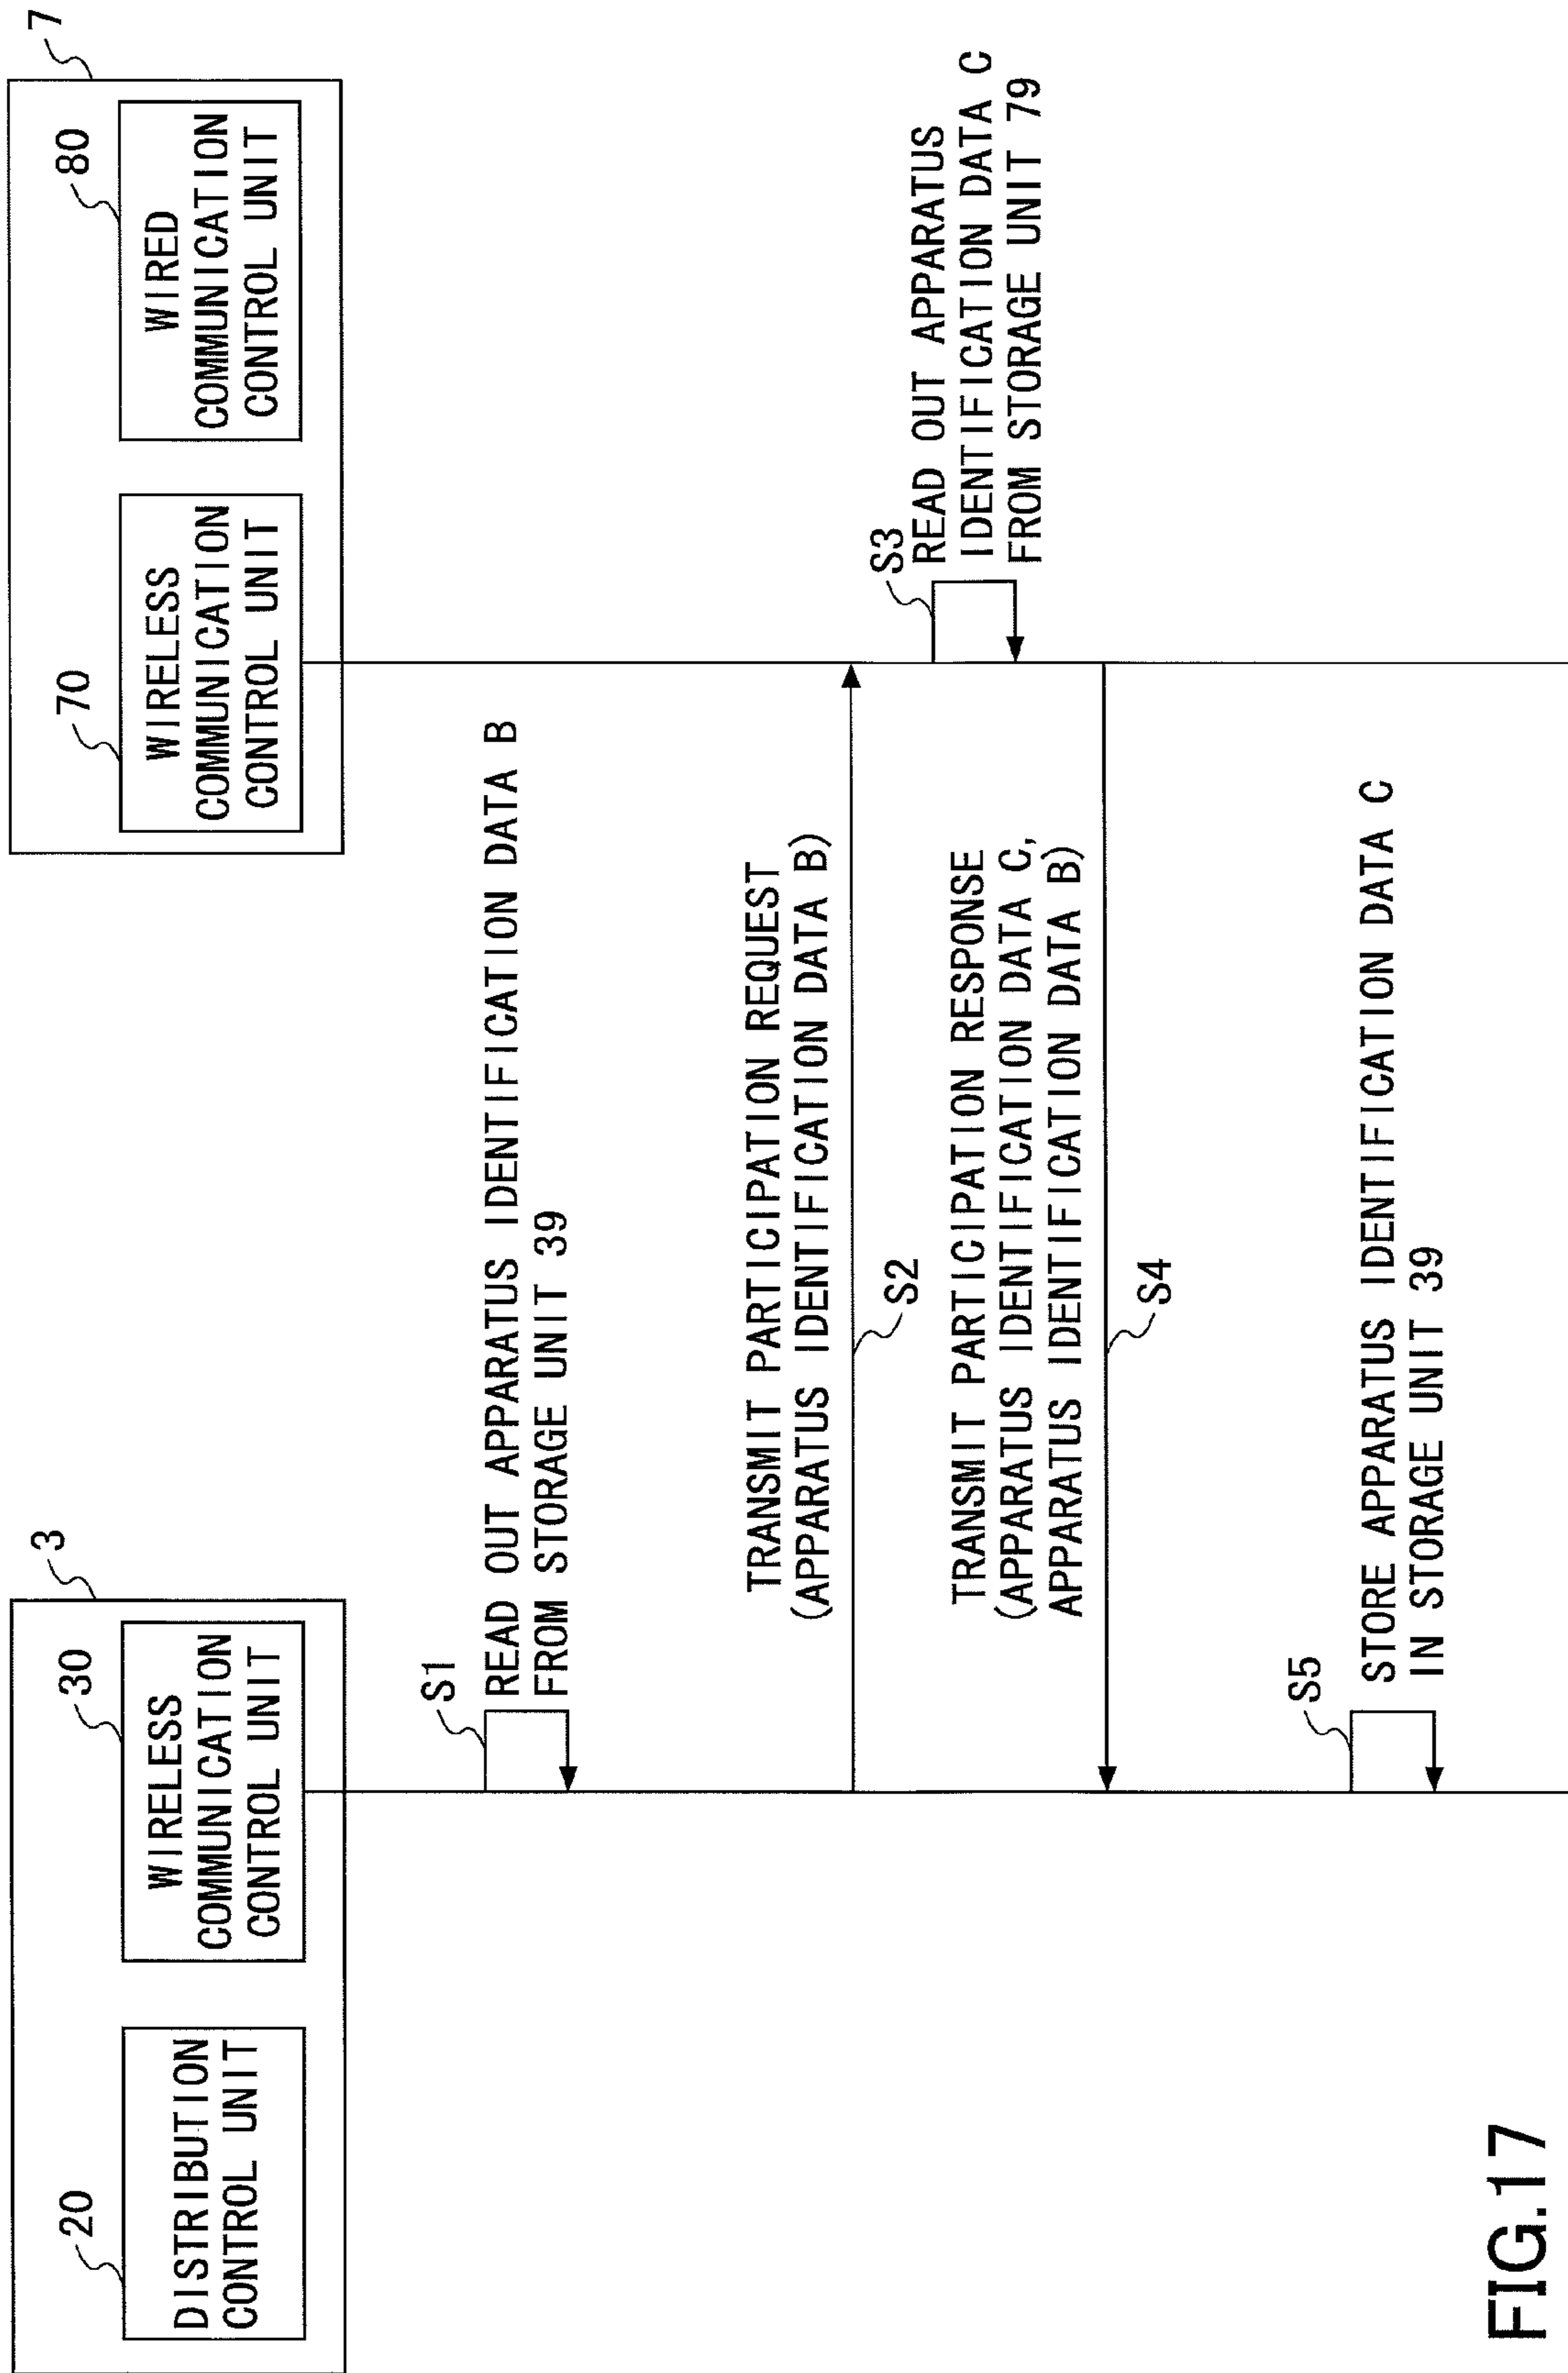 3
20
DISTRIBUTION
CONTROL UNIT
30
WIRELESS
COMMUNICATION
CONTROL UNIT
7
70
WIRELESS
COMMUNICATION
CONTROL UNIT
80
WIRED
COMMUNICATION
CONTROL UNIT
S1
READ OUT APPARATUS IDENTIFICATION DATA B
FROM STORAGE UNIT 39
TRANSMIT PARTICIPATION REQUEST
(APPARATUS IDENTIFICATION DATA B)
S2
S3
READ OUT APPARATUS
IDENTIFICATION DATA C
FROM STORAGE UNIT 79
TRANSMIT PARTICIPATION RESPONSE
(APPARATUS IDENTIFICATION DATA C,
APPARATUS IDENTIFICATION DATA B)
S4
S5
STORE APPARATUS IDENTIFICATION DATA C
IN STORAGE UNIT 39
FIG.17